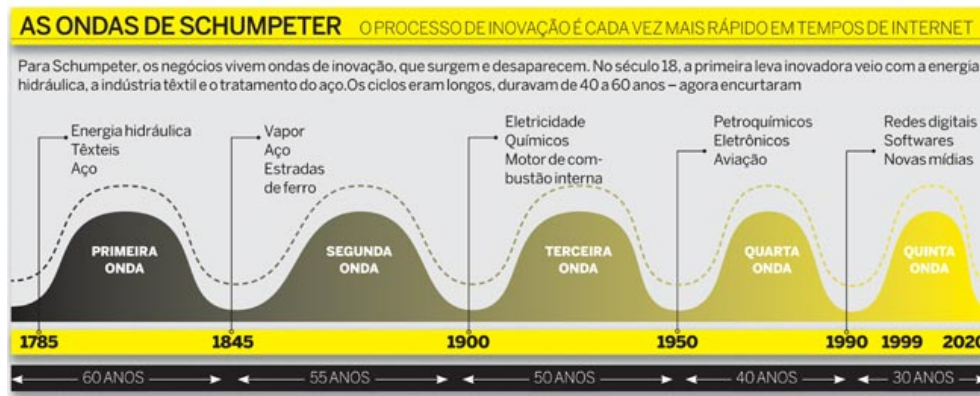 AS ONDAS DE SCHUMPETER O PROCESSO DE INOVAÇÃO É CADA VEZ MAIS RÁPIDO EM TEMPOS DE INTERNET
Para Schumpeter, os negócios vivem ondas de inovação, que surgem e desaparecem. No século 18, a primeira leva inovadora veio com a energia
hidráulica, a indústria têxtil e o tratamento do aço.Os ciclos eram longos, duravam de 40 a 60 anos – agora encurtaram
Energia hidráulica
Têxteis
Aço
Vapor
Aço
Estradas
de ferro
Eletricidade
Químicos
Motor de com-
bustão interna
Petroquímicos
Eletrônicos
Aviação
Redes digitais
Softwares
Novas mídias
PRIMEIRA
ONDA
SEGUNDA
ONDA
TERCEIRA
ONDA
QUARTA
ONDA
QUINTA
ONDA
1785 1845 1900 1950 1990 1999 2020
60 ANOS 55 ANOS 50 ANOS 40 ANOS 30 ANOS